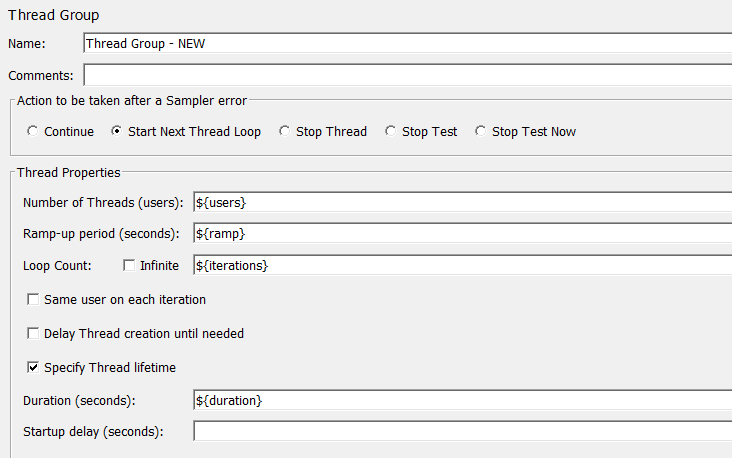 Thread Group
Name: Thread Group - NEW
Comments:
Action to be taken after a Sampler error
Continue Start Next Thread Loop Stop Thread Stop Test Stop Test Now
Thread Properties
Number of Threads (users): ${users}
Ramp-up period (seconds): ${ramp}
Loop Count: Infinite ${iterations}
Same user on each iteration
Delay Thread creation until needed
Specify Thread lifetime
Duration (seconds): ${duration}
Startup delay (seconds):